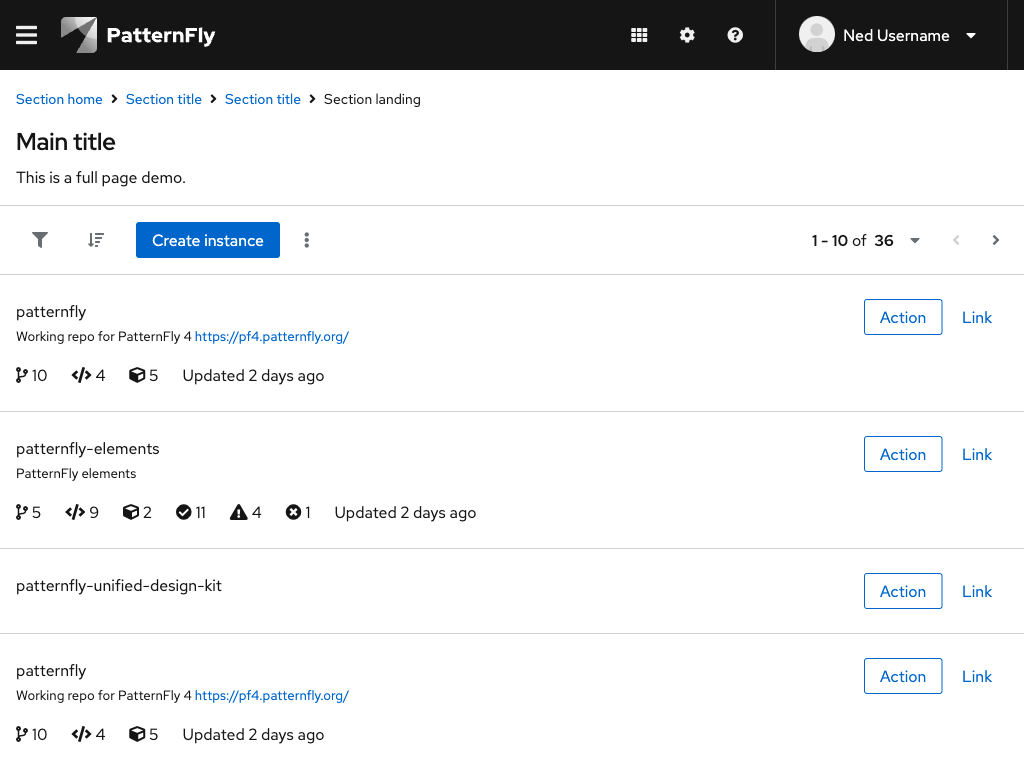 PatternFly
Ned Username
Section home Section title Section title Section landing
Main title
This is a full page demo.
Create instance
1 - 10 of 36
patternfly
Working repo for PatternFly 4 https://pf4.patternfly.org/
10 4 5 Updated 2 days ago
Action Link
patternfly-elements
PatternFly elements
5 9 2 11 4 1 Updated 2 days ago
Action Link
patternfly-unified-design-kit
Action Link
patternfly
Working repo for PatternFly 4 https://pf4.patternfly.org/
10 4 5 Updated 2 days ago
Action Link